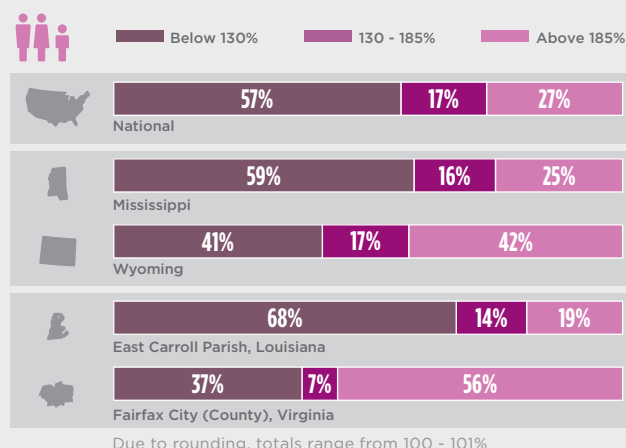 Below 130% 130 - 185% Above 185%
57% 17% 27%
National
59% 16% 25%
Mississippi
41% 17% 42%
Wyoming
68% 14% 19%
East Carroll Parish, Louisiana
37% 7% 56%
Fairfax City (County), Virginia
Due to rounding, totals range from 100 - 101%